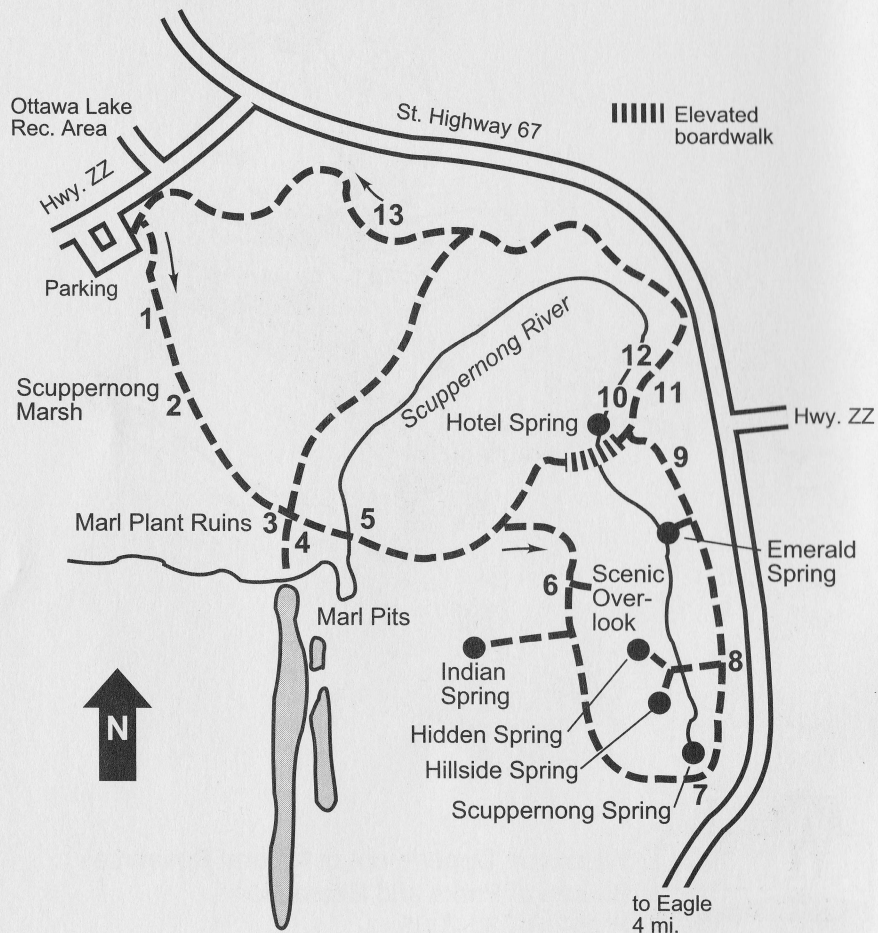 Ottawa Lake
Rec. Area
St. Highway 67
Elevated
boardwalk
Hwy. ZZ
13
Parking
1
Scuppernong River
12
Scuppernong
Marsh
2
10
11
Hotel Spring
Hwy. ZZ
9
Marl Plant Ruins
3
5
4
Emerald
Spring
6
Scenic
Over-
look
Marl Pits
Indian
Spring
8
N
Hidden Spring
Hillside Spring
Scuppernong Spring
7
to Eagle
4 mi.